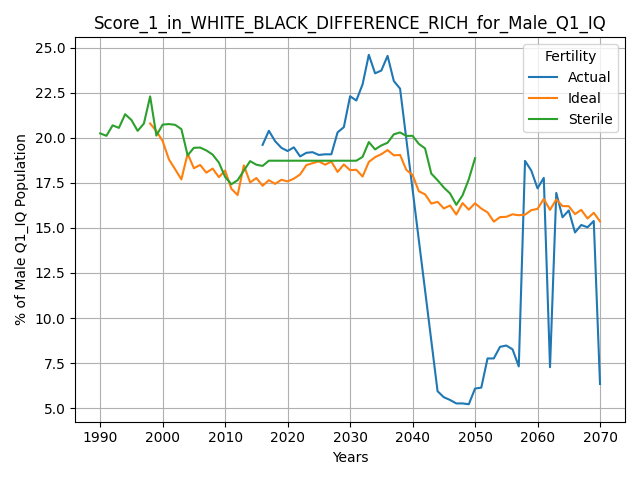 Score_1_in_WHITE_BLACK_DIFFERENCE_RICH_for_Male_Q1_IQ
Fertility
Actual
Ideal
Sterile
% of Male Q1_IQ Population
25.0
22.5
20.0
17.5
15.0
12.5
10.0
7.5
5.0
1990 2000 2010 2020 2030 2040 2050 2060 2070
Years